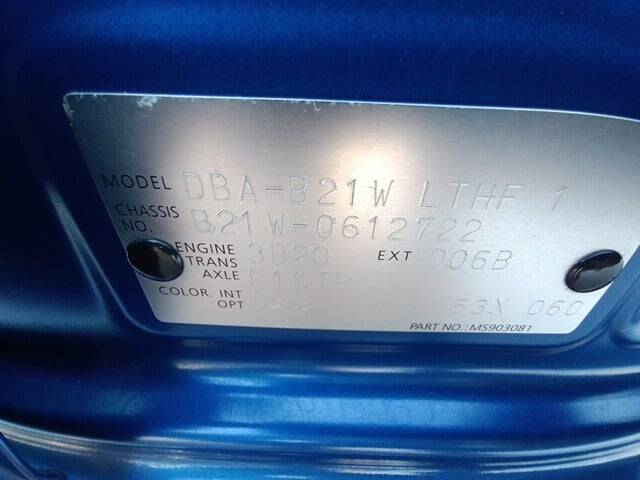 MODEL DBA-B21W LTHF 1
CHASSIS NO. B21W-0612722
ENGINE 3B20 EXT D06B
TRANS AXLE
COLOR. INT
OPT 53X 060
PART NO.: MS903081